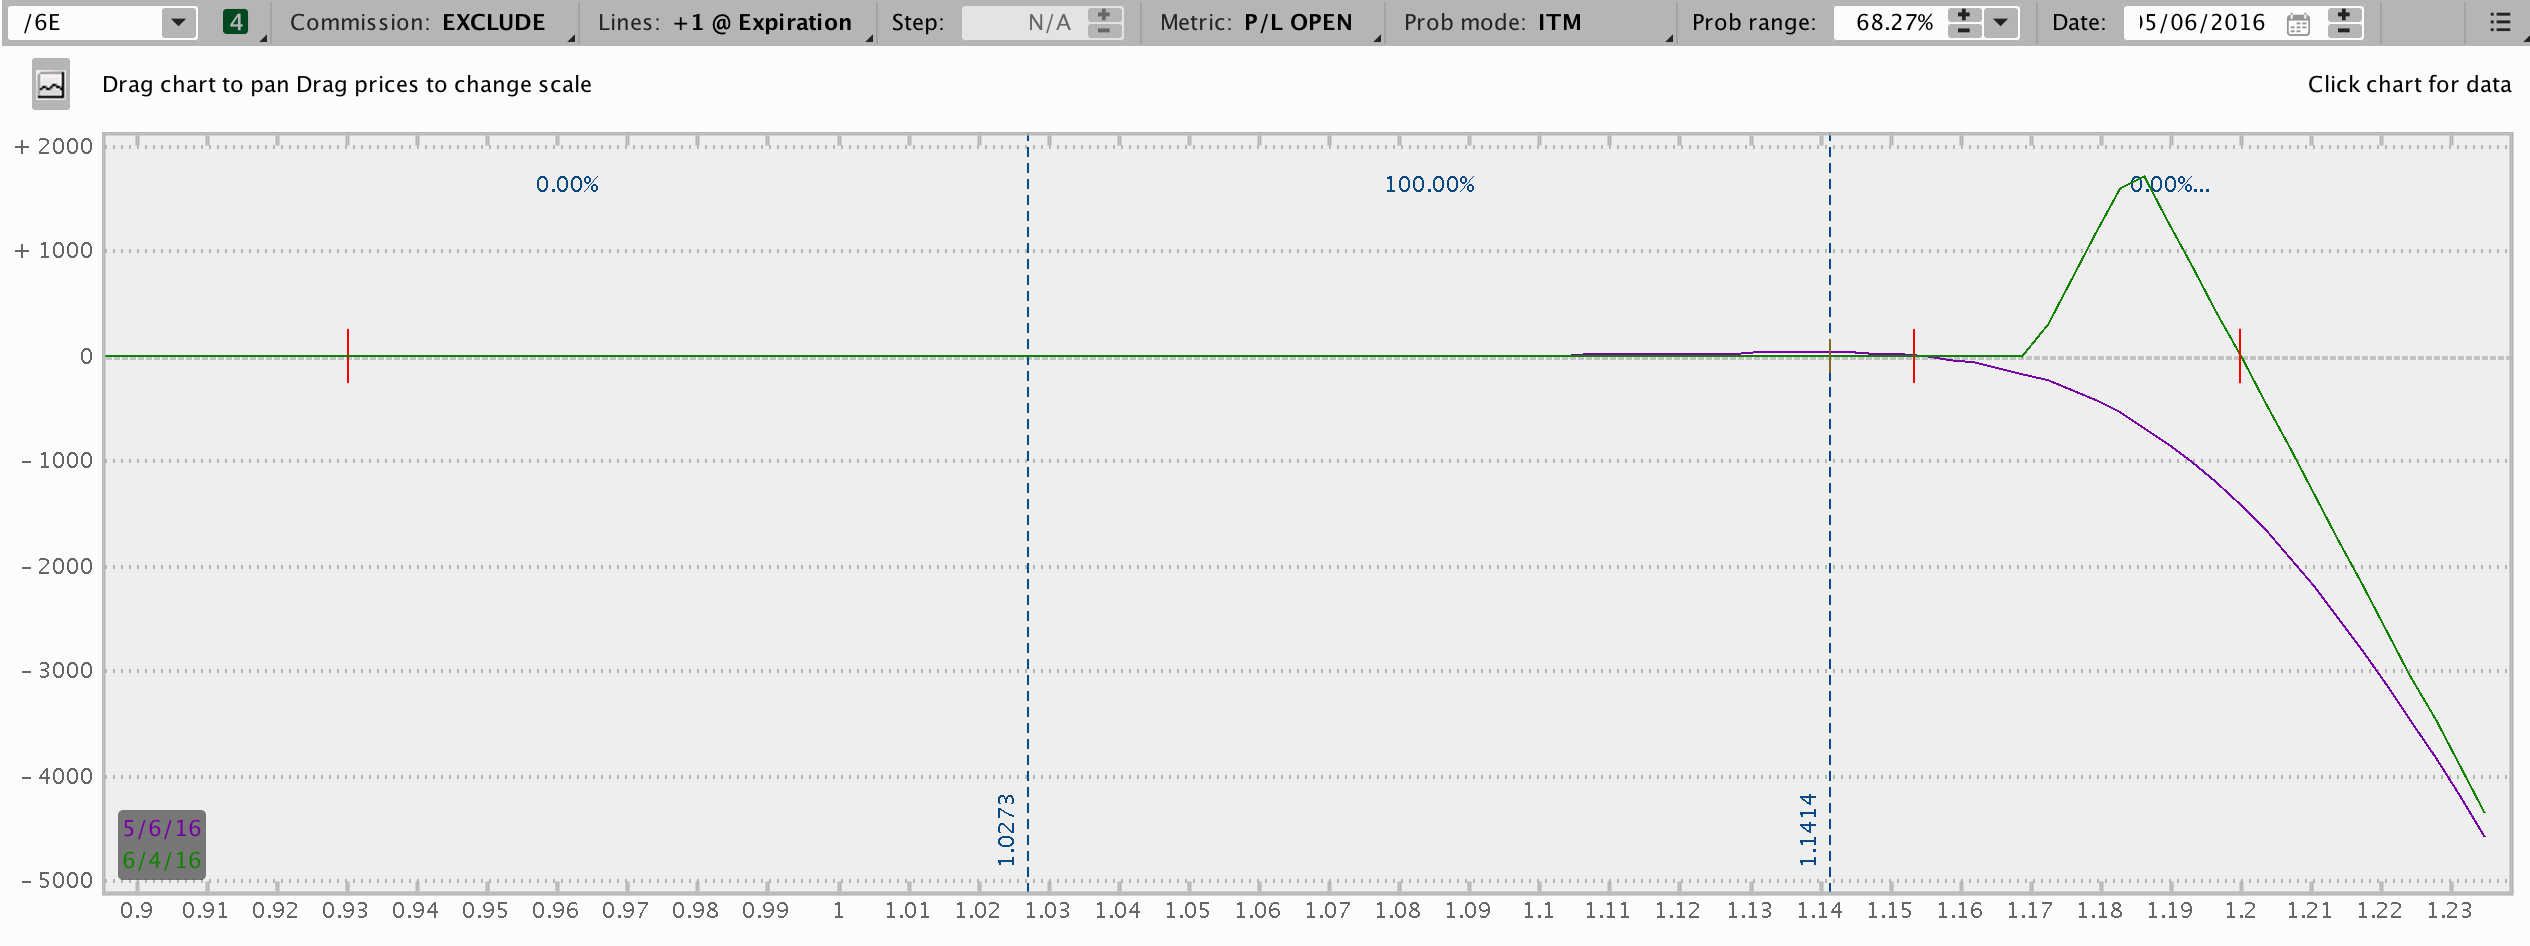 /6E 4 Commission: EXCLUDE Lines: +1 @ Expiration Step: N/A Metric: P/L OPEN Prob mode: ITM Prob range: 68.27% Date: 05/06/2016
Drag chart to pan Drag prices to change scale Click chart for data
+ 2000
0.00% 100.00% 0.00%...
+ 1000
0
- 1000
- 2000
- 3000
- 4000
1.0273 1.1414
5/6/16
6/4/16
- 5000
0.9 0.91 0.92 0.93 0.94 0.95 0.96 0.97 0.98 0.99 1 1.01 1.02 1.03 1.04 1.05 1.06 1.07 1.08 1.09 1.1 1.11 1.12 1.13 1.14 1.15 1.16 1.17 1.18 1.19 1.2 1.21 1.22 1.23